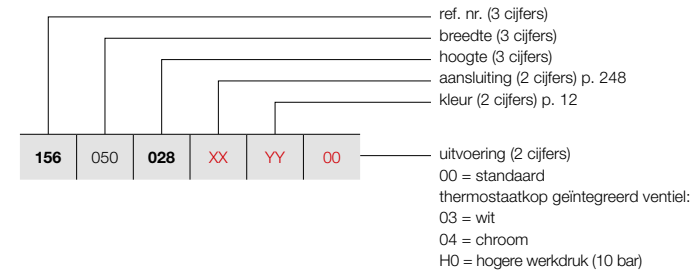 ref. nr. (3 cijfers)
breedte (3 cijfers)
hoogte (3 cijfers)
aansluiting (2 cijfers) p. 248
kleur (2 cijfers) p. 12
156 050 028 XX YY 00
uitvoering (2 cijfers)
00 = standaard
thermostaatkop geïntegreerd ventiel:
03 = wit
04 = chroom
H0 = hogere werkdruk (10 bar)